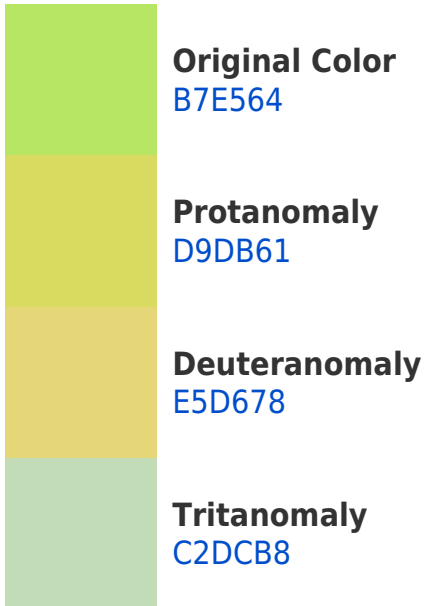 Original Color
B7E564
Protanomaly
D9DB61
Deuteranomaly
E5D678
Tritanomaly
C2DCB8